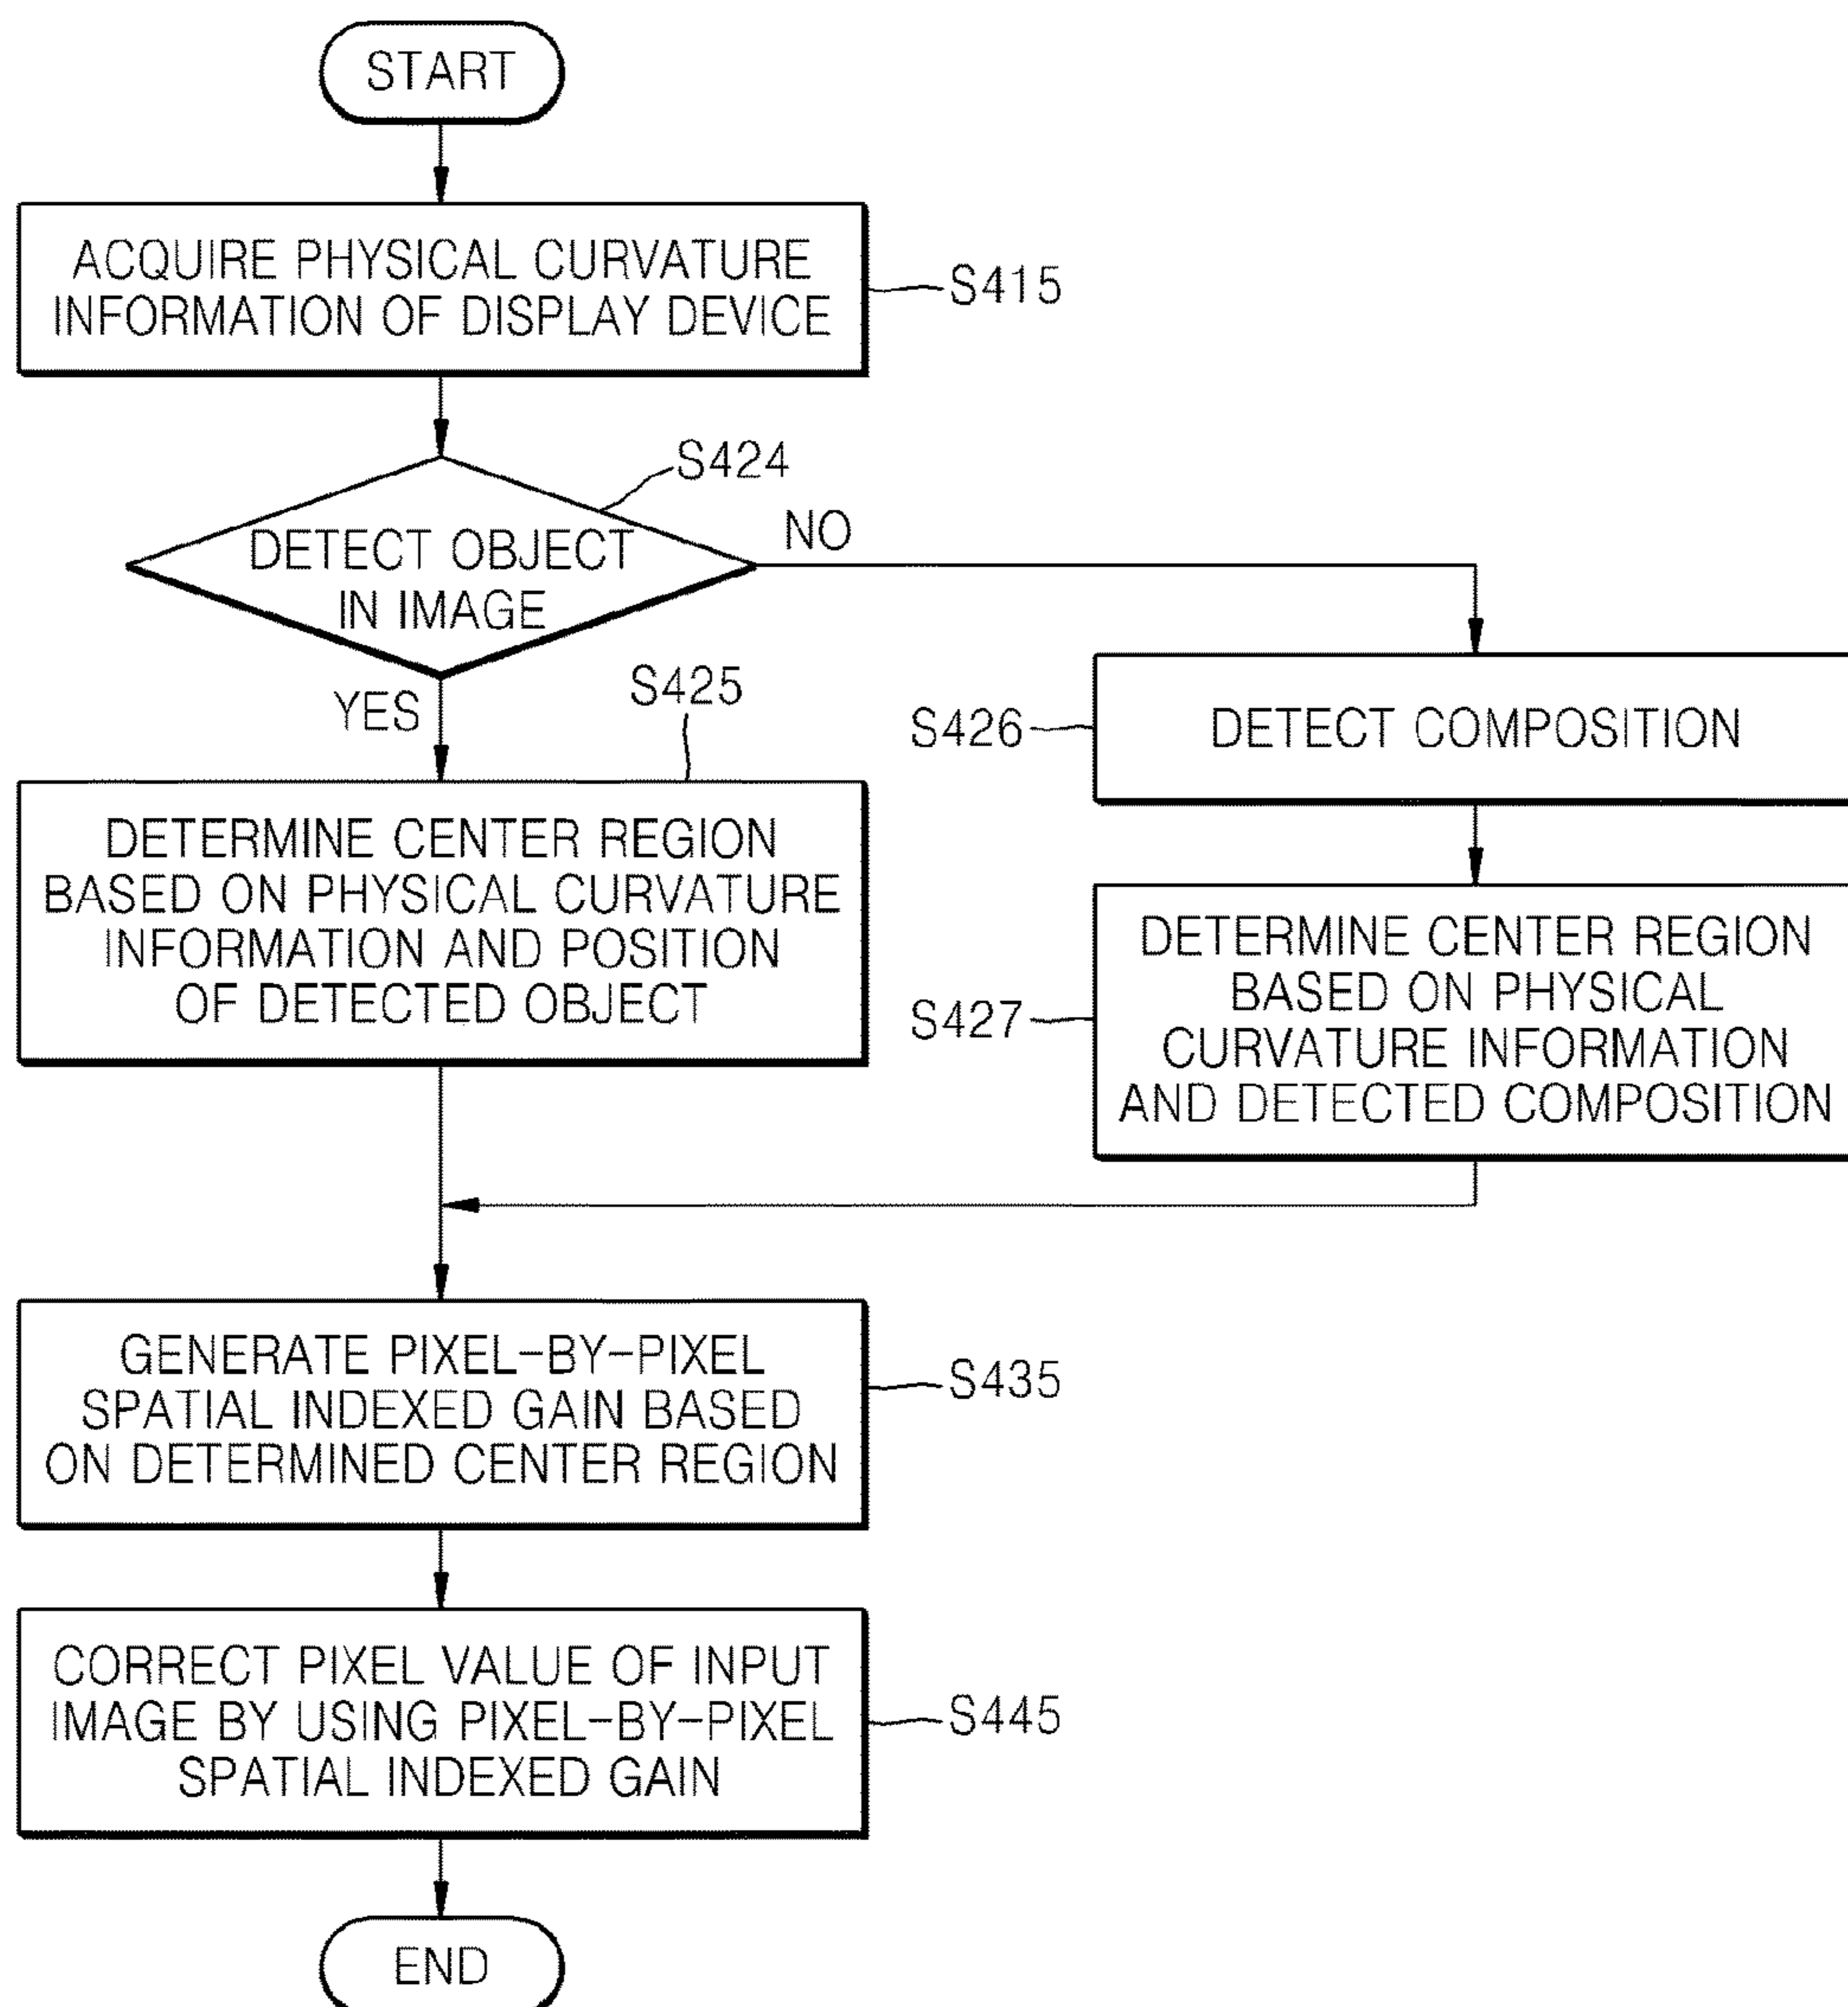 START
ACQUIRE PHYSICAL CURVATURE
INFORMATION OF DISPLAY DEVICE
S415
S424
DETECT OBJECT
IN IMAGE
NO
YES
S425
DETERMINE CENTER REGION
BASED ON PHYSICAL CURVATURE
INFORMATION AND POSITION
OF DETECTED OBJECT
S426
DETECT COMPOSITION
S427
DETERMINE CENTER REGION
BASED ON PHYSICAL
CURVATURE INFORMATION
AND DETECTED COMPOSITION
GENERATE PIXEL-BY-PIXEL
SPATIAL INDEXED GAIN BASED
ON DETERMINED CENTER REGION
S435
CORRECT PIXEL VALUE OF INPUT
IMAGE BY USING PIXEL-BY-PIXEL
SPATIAL INDEXED GAIN
S445
END